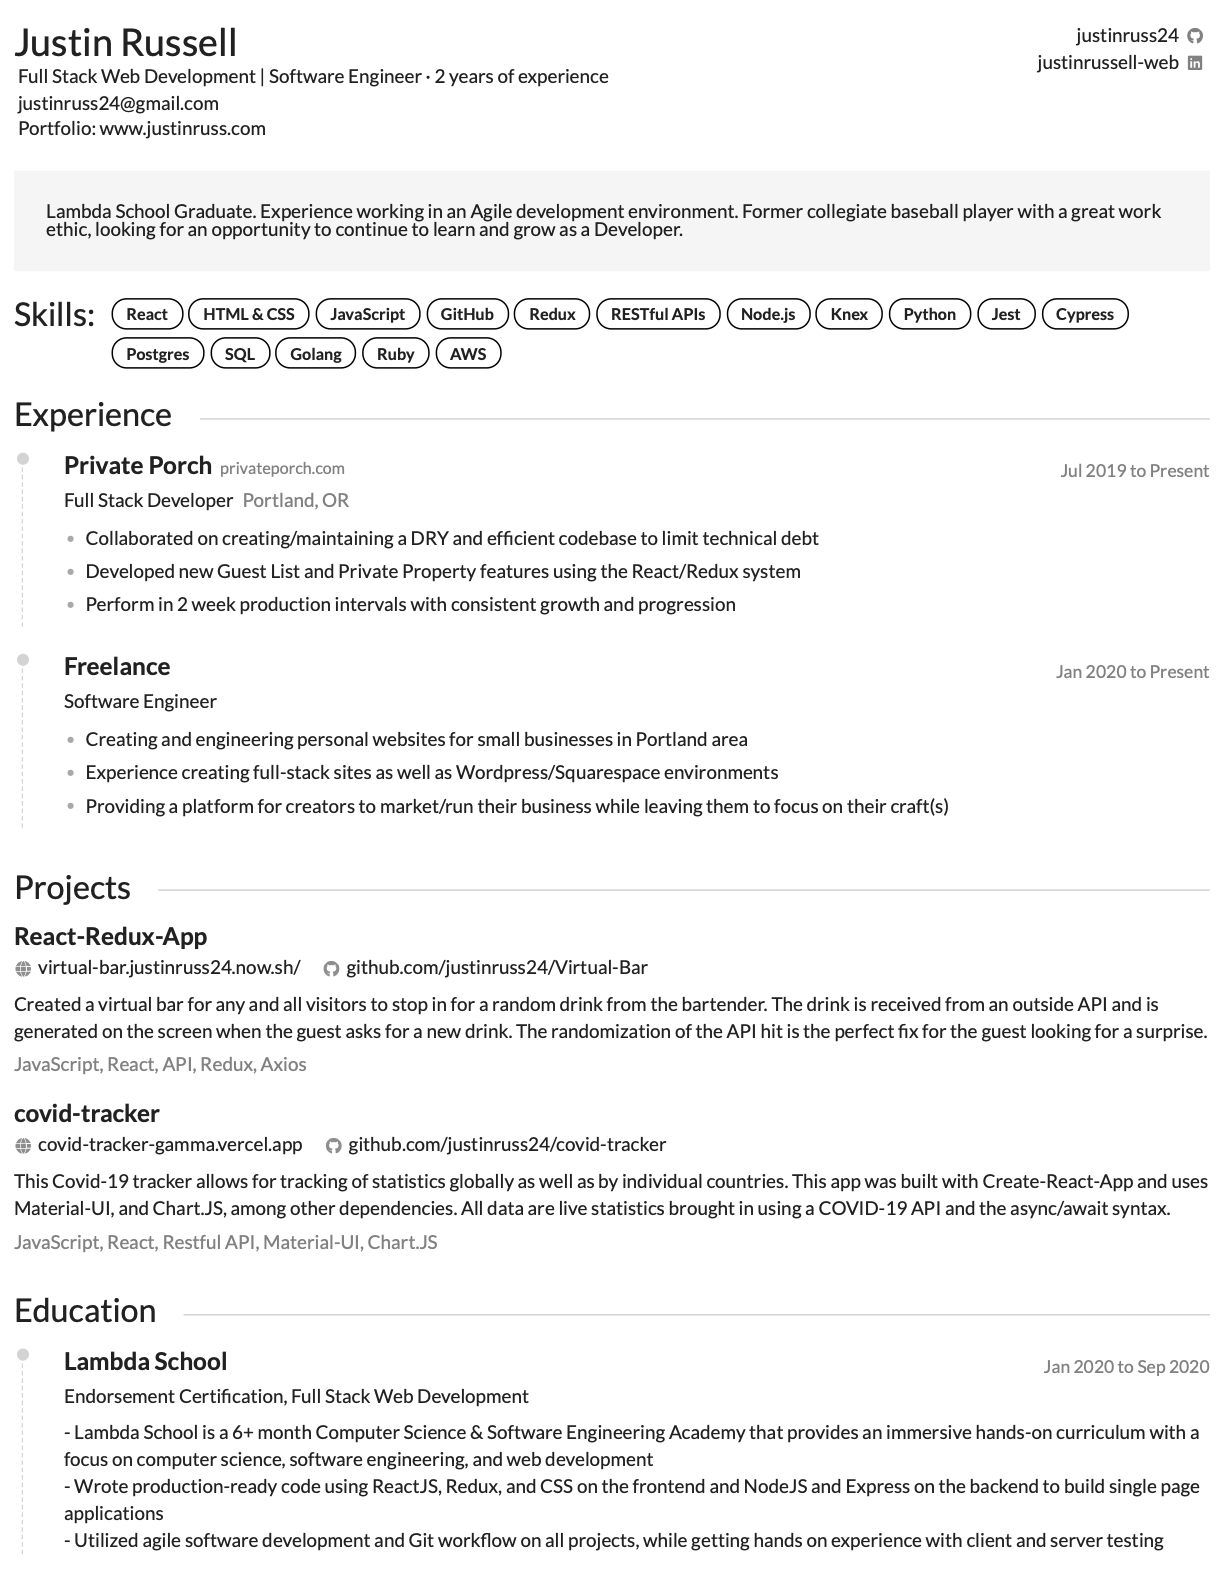 Justin Russell
justinruss24
Full Stack Web Development | Software Engineer · 2 years of experience
justinrussell-web
justinruss24@gmail.com
Portfolio: www.justinruss.com
Lambda School Graduate. Experience working in an Agile development environment. Former collegiate baseball player with a great work
ethic, looking for an opportunity to continue to learn and grow as a Developer.
Skills: React HTML & CSS JavaScript GitHub Redux RESTful APIs Node.js Knex Python Jest Cypress
Postgres SQL Golang Ruby AWS
Experience
Private Porch privateporch.com Jul 2019 to Present
Full Stack Developer Portland, OR
• Collaborated on creating/maintaining a DRY and efficient codebase to limit technical debt
• Developed new Guest List and Private Property features using the React/Redux system
• Perform in 2 week production intervals with consistent growth and progression
Freelance Jan 2020 to Present
Software Engineer
• Creating and engineering personal websites for small businesses in Portland area
• Experience creating full-stack sites as well as Wordpress/Squarespace environments
• Providing a platform for creators to market/run their business while leaving them to focus on their craft(s)
Projects
React-Redux-App
virtual-bar.justinruss24.now.sh/ github.com/justinruss24/Virtual-Bar
Created a virtual bar for any and all visitors to stop in for a random drink from the bartender. The drink is received from an outside API and is
generated on the screen when the guest asks for a new drink. The randomization of the API hit is the perfect fix for the guest looking for a surprise.
JavaScript, React, API, Redux, Axios
covid-tracker
covid-tracker-gamma.vercel.app github.com/justinruss24/covid-tracker
This Covid-19 tracker allows for tracking of statistics globally as well as by individual countries. This app was built with Create-React-App and uses
Material-UI, and Chart.JS, among other dependencies. All data are live statistics brought in using a COVID-19 API and the async/await syntax.
JavaScript, React, Restful API, Material-UI, Chart.JS
Education
Lambda School Jan 2020 to Sep 2020
Endorsement Certification, Full Stack Web Development
- Lambda School is a 6+ month Computer Science & Software Engineering Academy that provides an immersive hands-on curriculum with a
focus on computer science, software engineering, and web development
- Wrote production-ready code using ReactJS, Redux, and CSS on the frontend and NodeJS and Express on the backend to build single page
applications
- Utilized agile software development and Git workflow on all projects, while getting hands on experience with client and server testing